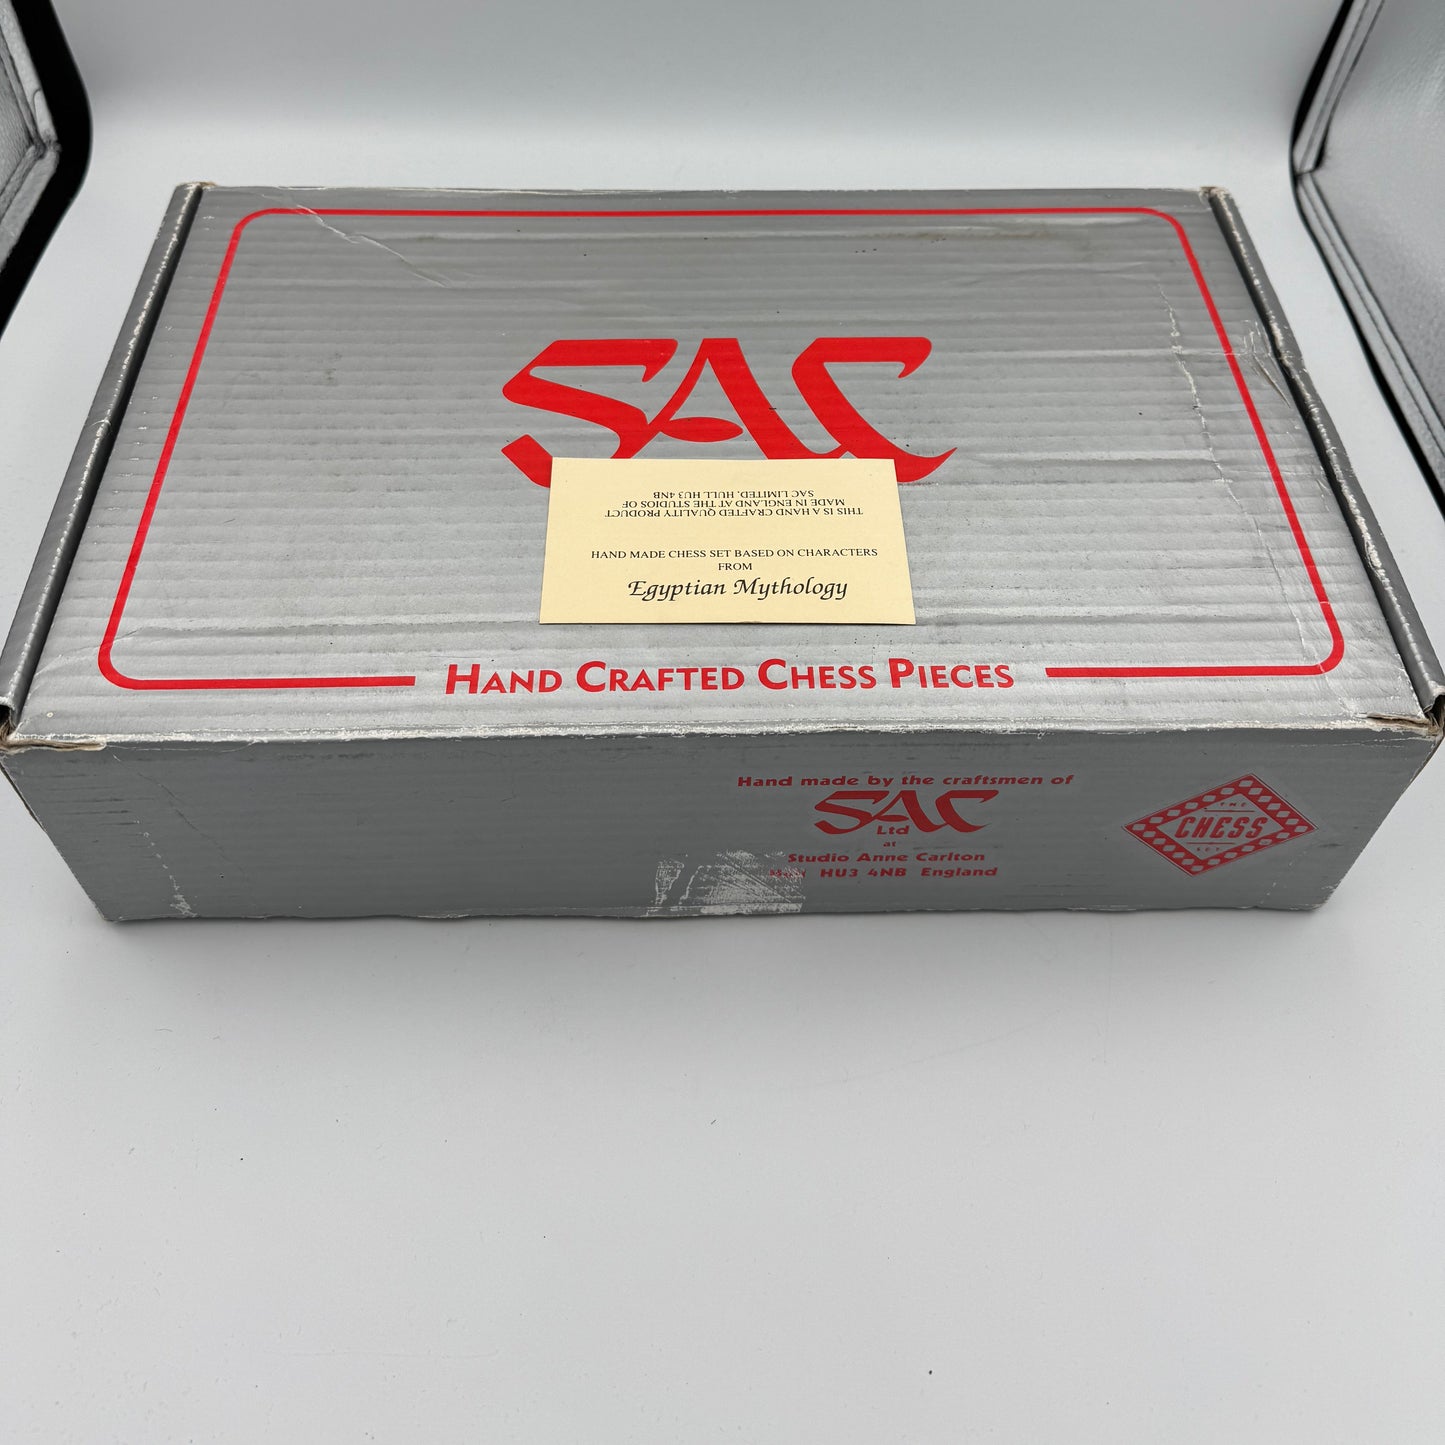 SAC
THIS IS A HAND CRAFTED QUALITY PRODUCT
MADE IN ENGLAND AT THE STUDIOS OF
SAC LIMITED, HULL HU3 4NB
HAND MADE CHESS SET BASED ON CHARACTERS
FROM
Egyptian Mythology
HAND CRAFTED CHESS PIECES
Hand made by the craftsmen of
SAC
Ltd
at
Studio Anne Carlton
HU3 4NB England
THE
CHESS
SET